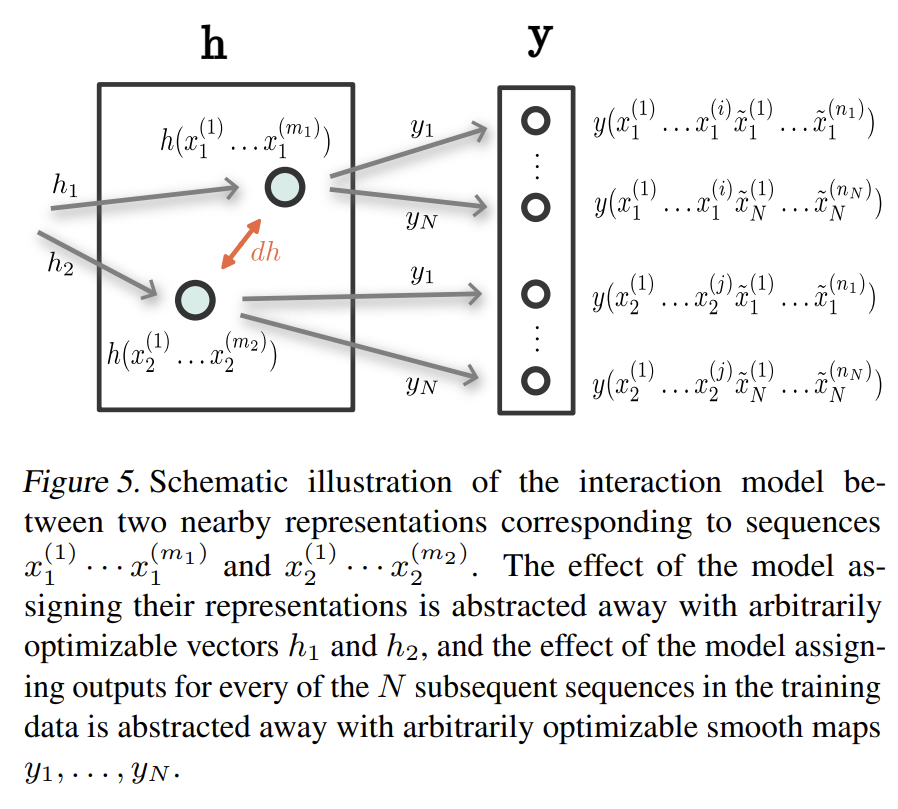 h y
h(x_1^{(1)} ... x_1^{(m_1)})
h_1
h_2
dh
h(x_2^{(1)} ... x_2^{(m_2)})
y_1
y_N
y_1
y_N
y(x_1^{(1)} ... x_1^{(i)} x̃_1^{(1)} ... x̃_1^{(n_1)})
y(x_1^{(1)} ... x_1^{(i)} x̃_N^{(1)} ... x̃_N^{(n_N)})
y(x_2^{(1)} ... x_2^{(j)} x̃_1^{(1)} ... x̃_1^{(n_1)})
y(x_2^{(1)} ... x_2^{(j)} x̃_N^{(1)} ... x̃_N^{(n_N)})
Figure 5. Schematic illustration of the interaction model be-
tween two nearby representations corresponding to sequences
x_1^{(1)} ⋯ x_1^{(m_1)} and x_2^{(1)} ⋯ x_2^{(m_2)}. The effect of the model as-
signing their representations is abstracted away with arbitrarily
optimizable vectors h_1 and h_2, and the effect of the model assign-
ing outputs for every of the N subsequent sequences in the training
data is abstracted away with arbitrarily optimizable smooth maps
y_1, ..., y_N.